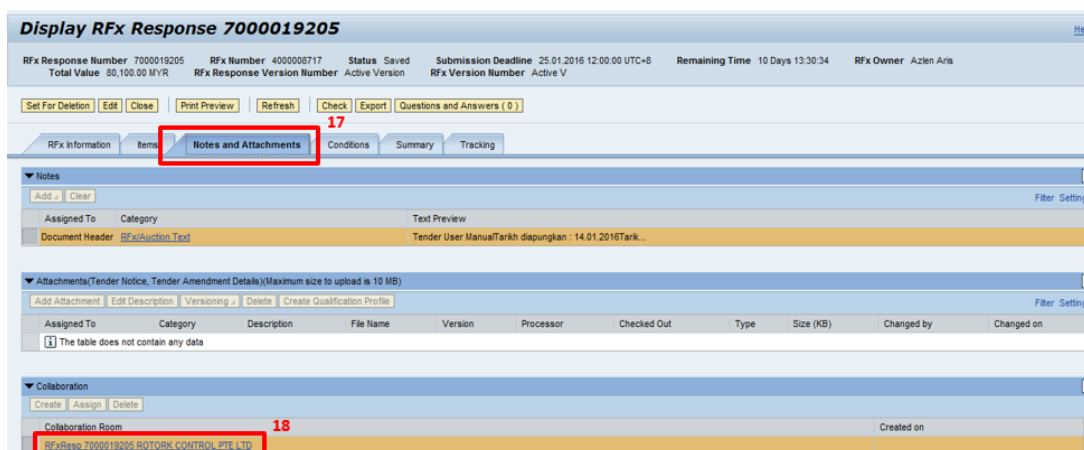 Display RFx Response 7000019205
He
RFx Response Number 7000019205 RFx Number 4000008717 Status Saved Submission Deadline 25.01.2016 12:00:00 UTC+8 Remaining Time 10 Days 13:30:34 RFx Owner Azlen Aris
Total Value 80,100.00 MYR RFx Response Version Number Active Version RFx Version Number Active V
Set For Deletion Edit Close Print Preview Refresh Check Export Questions and Answers ( 0 )
17
RFx Information Items Notes and Attachments Conditions Summary Tracking
Notes
Add Clear Filter Setting
Assigned To Category Text Preview
Document Header RFx/Auction Text Tender User ManualTarikh diapungkan : 14.01.2016Tarik...
Attachments(Tender Notice, Tender Amendment Details)(Maximum size to upload is 10 MB)
Add Attachment Edit Description Versioning Delete Create Qualification Profile Filter Setting
Assigned To Category Description File Name Version Processor Checked Out Type Size (KB) Changed by Changed on
The table does not contain any data
Collaboration
Create Assign Delete
Collaboration Room 18 Created on
RFxResp 7000019205 ROTORK CONTROL PTE LTD